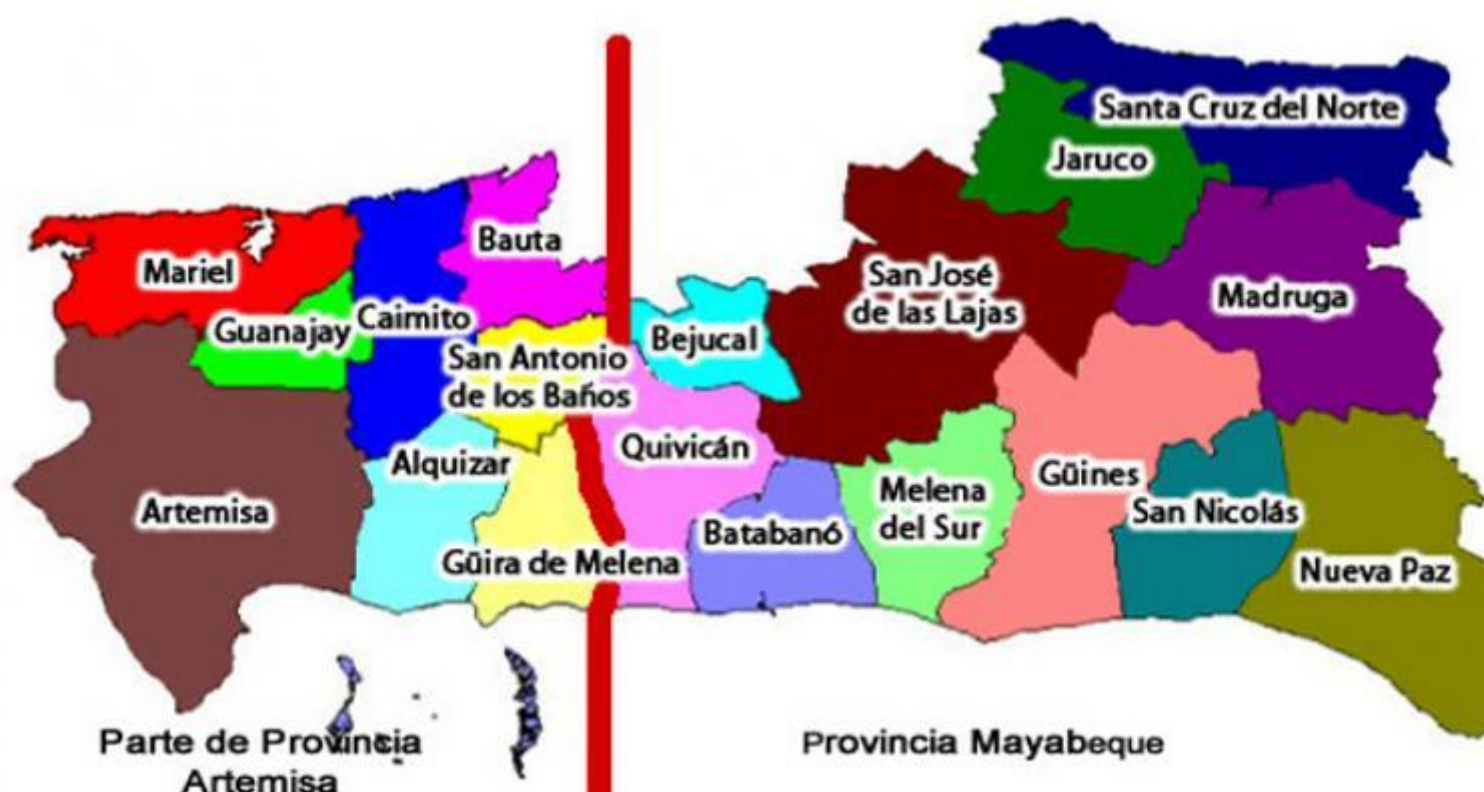 Santa Cruz del Norte
Jaruco
Bauta
Mariel
San José
de las Lajas
Madruga
Guanajay
Caimito
Bejucal
San Antonio
de los Baños
Quivicán
Alquizar
Artemisa
Melena
del Sur
Güines
San Nicolás
Batabanó
Güira de Melena
Nueva Paz
Parte de Provincia
Artemisa
Provincia Mayabeque